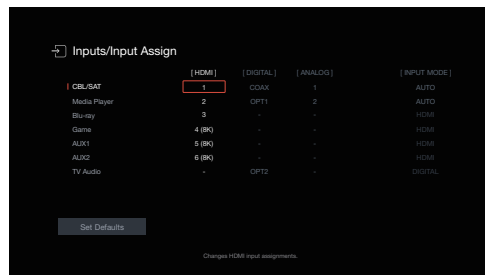 Inputs/Input Assign
[ HDMI ] [ DIGITAL ] [ ANALOG ] [ INPUT MODE ]
CBL/SAT 1 COAX 1 AUTO
Media Player 2 OPT1 2 AUTO
Blu-ray 3 - - HDMI
Game 4 (8K) - - HDMI
AUX1 5 (8K) - - HDMI
AUX2 6 (8K) - - HDMI
TV Audio - OPT2 - DIGITAL
Set Defaults
Changes HDMI input assignments.